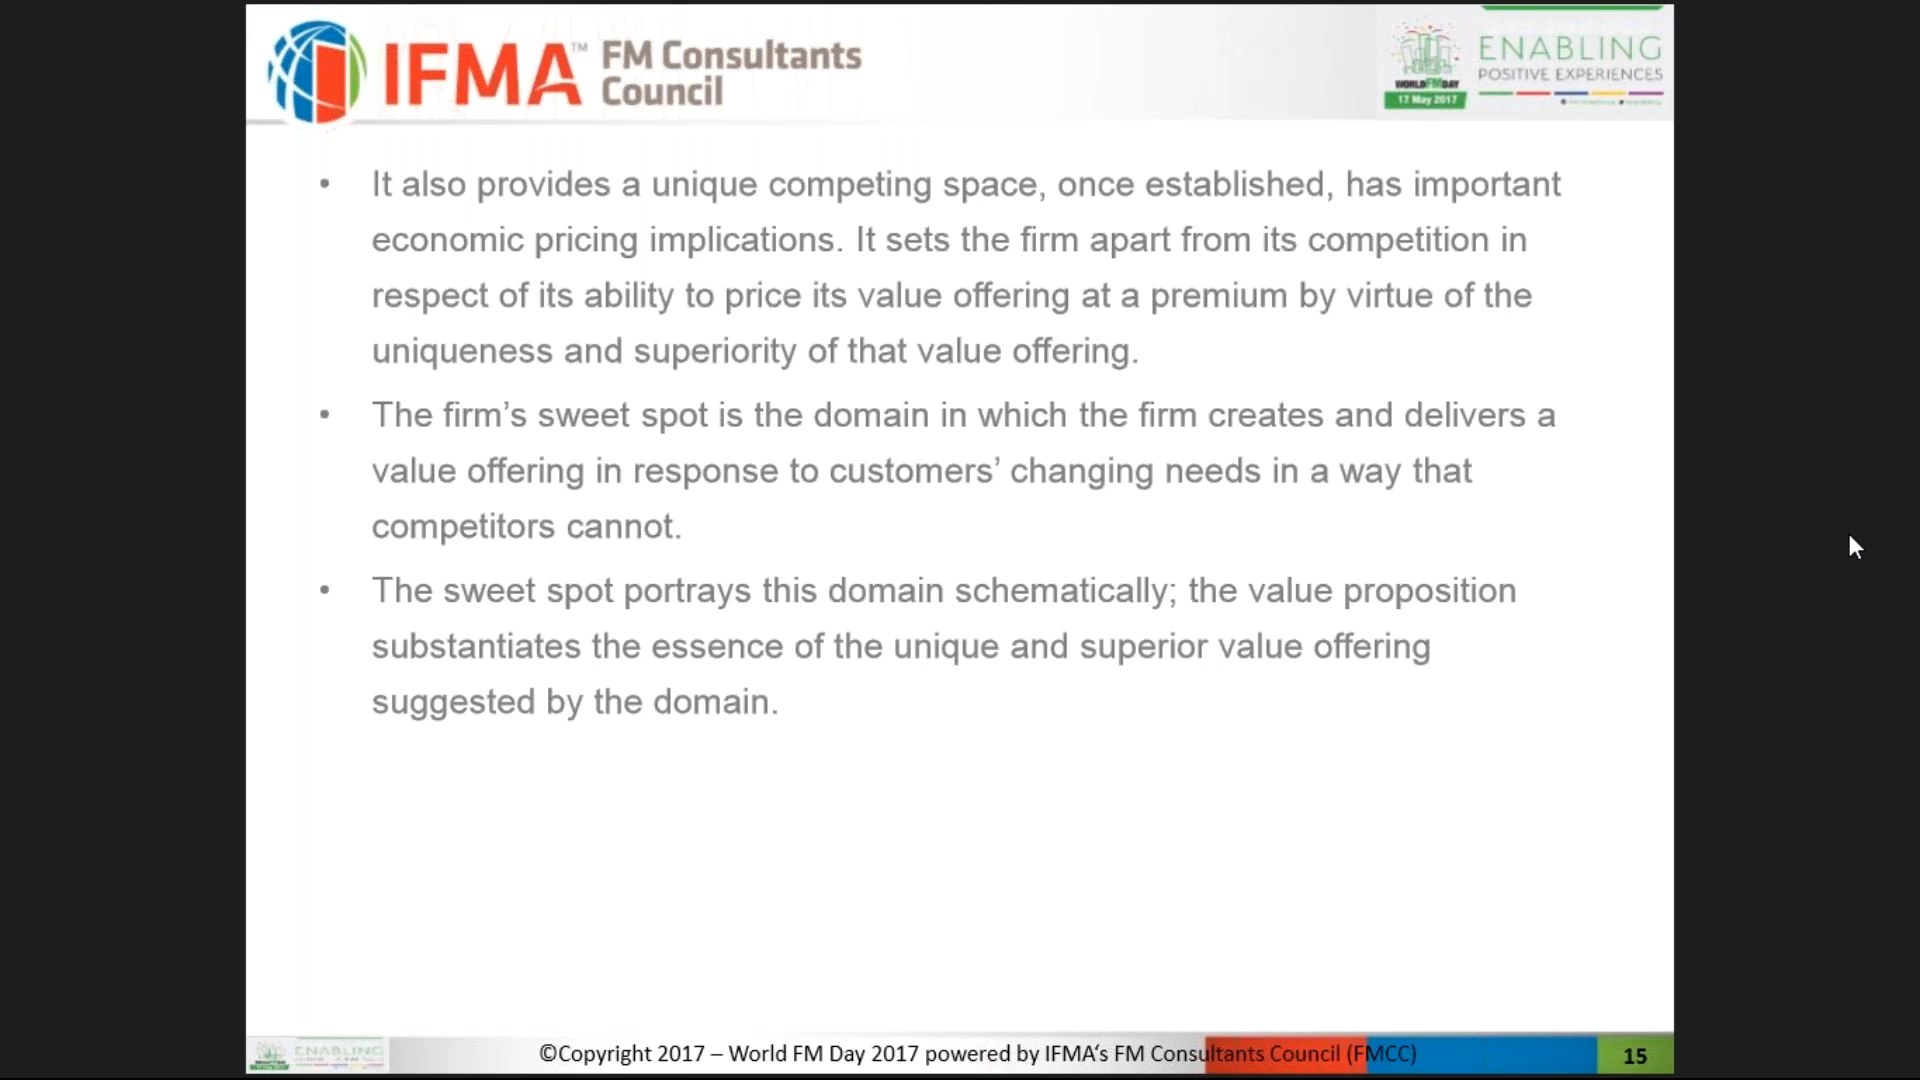 IFMA™ FM Consultants
Council
WORLD FM DAY
17 May 2017
ENABLING
POSITIVE EXPERIENCES
• It also provides a unique competing space, once established, has important
economic pricing implications. It sets the firm apart from its competition in
respect of its ability to price its value offering at a premium by virtue of the
uniqueness and superiority of that value offering.
• The firm’s sweet spot is the domain in which the firm creates and delivers a
value offering in response to customers’ changing needs in a way that
competitors cannot.
• The sweet spot portrays this domain schematically; the value proposition
substantiates the essence of the unique and superior value offering
suggested by the domain.
ENABLING
©Copyright 2017 – World FM Day 2017 powered by IFMA‘s FM Consultants Council (FMCC)
15